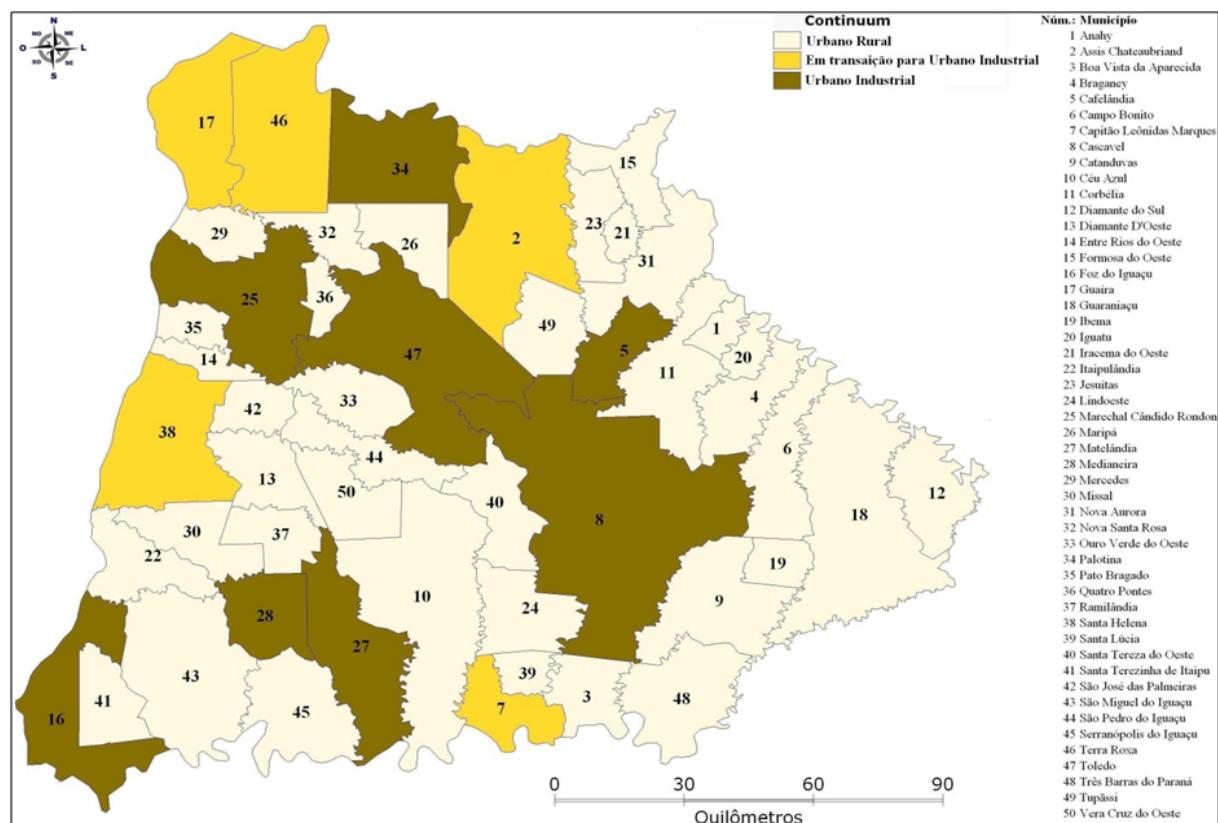 N
NO
NE
O
L
SO
SE
S
Continuum
Urbano Rural
Em transaição para Urbano Industrial
Urbano Industrial
Núm.: Município
1 Anahy
2 Assis Chateaubriand
3 Boa Vista da Aparecida
4 Braganey
5 Cafelândia
6 Campo Bonito
7 Capitão Leônidas Marques
8 Cascavel
9 Catanduvas
10 Céu Azul
11 Corbélia
12 Diamante do Sul
13 Diamante D'Oeste
14 Entre Rios do Oeste
15 Formosa do Oeste
16 Foz do Iguaçu
17 Guaíra
18 Guaraniaçu
19 Ibema
20 Iguatu
21 Iracema do Oeste
22 Itaipulândia
23 Jesuítas
24 Lindoeste
25 Marechal Cândido Rondon
26 Maripá
27 Matelândia
28 Medianeira
29 Mercedes
30 Missal
31 Nova Aurora
32 Nova Santa Rosa
33 Ouro Verde do Oeste
34 Palotina
35 Pato Bragado
36 Quatro Pontes
37 Ramilândia
38 Santa Helena
39 Santa Lúcia
40 Santa Tereza do Oeste
41 Santa Terezinha de Itaipu
42 São José das Palmeiras
43 São Miguel do Iguaçu
44 São Pedro do Iguaçu
45 Serranópolis do Iguaçu
46 Terra Roxa
47 Toledo
48 Três Barras do Paraná
49 Tupãssi
50 Vera Cruz do Oeste
17
46
34
15
2
23
21
29
32
26
31
25
36
35
49
5
1
14
47
20
11
33
4
42
38
6
44
13
50
40
12
8
18
30
37
22
19
10
28
24
9
27
43
39
41
7
3
48
45
16
0
30
60
90
Quilômetros